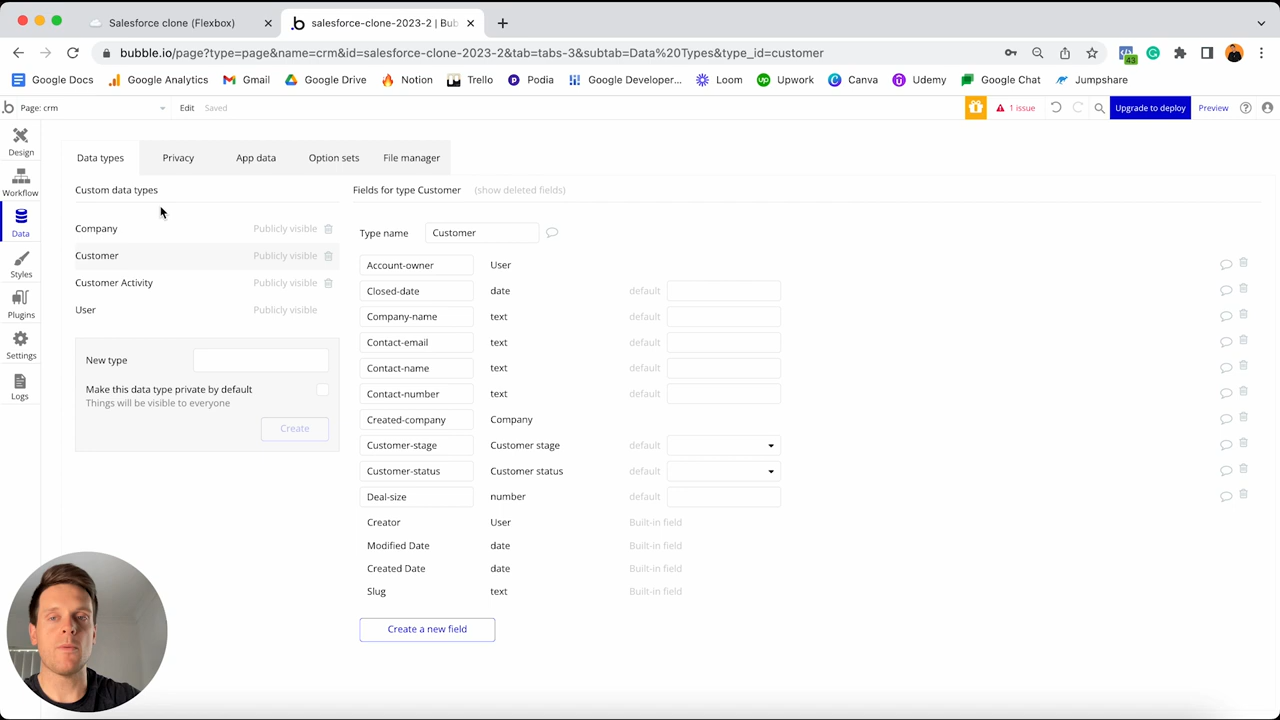 Salesforce clone (Flexbox)
salesforce-clone-2023-2 | Bub
bubble.io/page?type=page&name=crm&id=salesforce-clone-2023-2&tab=tabs-3&subtab=Data%20Types&type_id=customer
43
Google Docs
Google Analytics
Gmail
Google Drive
Notion
Trello
Podia
Google Developer...
Loom
Upwork
Canva
Udemy
Google Chat
Jumpshare
Page: crm
Edit
Saved
1 issue
Upgrade to deploy
Preview
Design
Workflow
Data
Styles
Plugins
Settings
Logs
Data types
Privacy
App data
Option sets
File manager
Custom data types
Company Publicly visible
Customer Publicly visible
Customer Activity Publicly visible
User Publicly visible
New type
Make this data type private by default
Things will be visible to everyone
Create
Fields for type Customer (show deleted fields)
Type name Customer
Account-owner User
Closed-date date default
Company-name text default
Contact-email text default
Contact-name text default
Contact-number text default
Created-company Company
Customer-stage Customer stage default
Customer-status Customer status default
Deal-size number default
Creator User Built-in field
Modified Date date Built-in field
Created Date date Built-in field
Slug text Built-in field
Create a new field